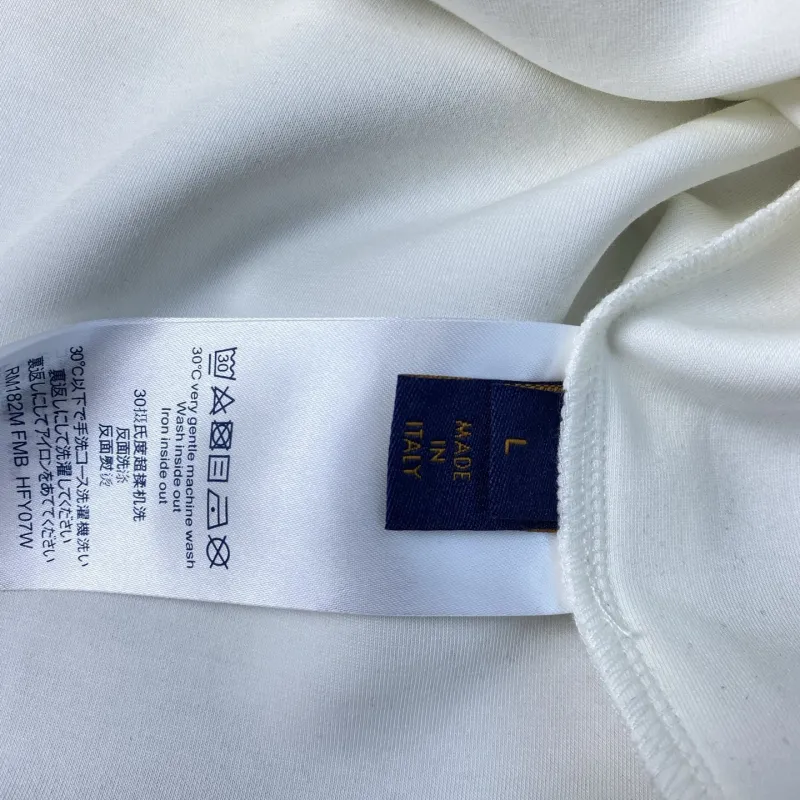 L
MADE
IN
ITALY
30
30°C very gentle machine wash
Wash inside out
Iron inside out
30摄氏度超揉机洗
反面洗涤
反面熨烫
30°C以下で手洗コース洗濯機洗い
裏返しにして洗濯してください
裏返しにしてアイロンをあててください
RM182M FMB HFY07W